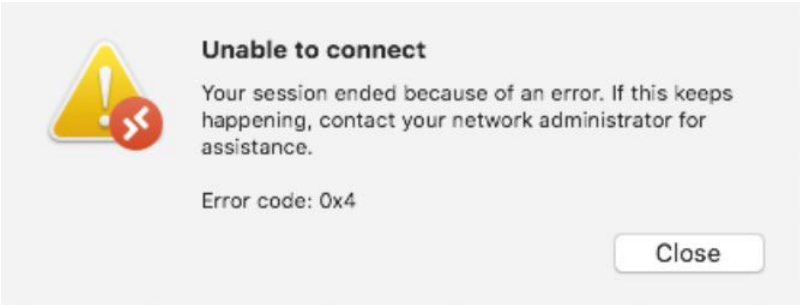 Unable to connect
Your session ended because of an error. If this keeps
happening, contact your network administrator for
assistance.
Error code: 0x4
Close